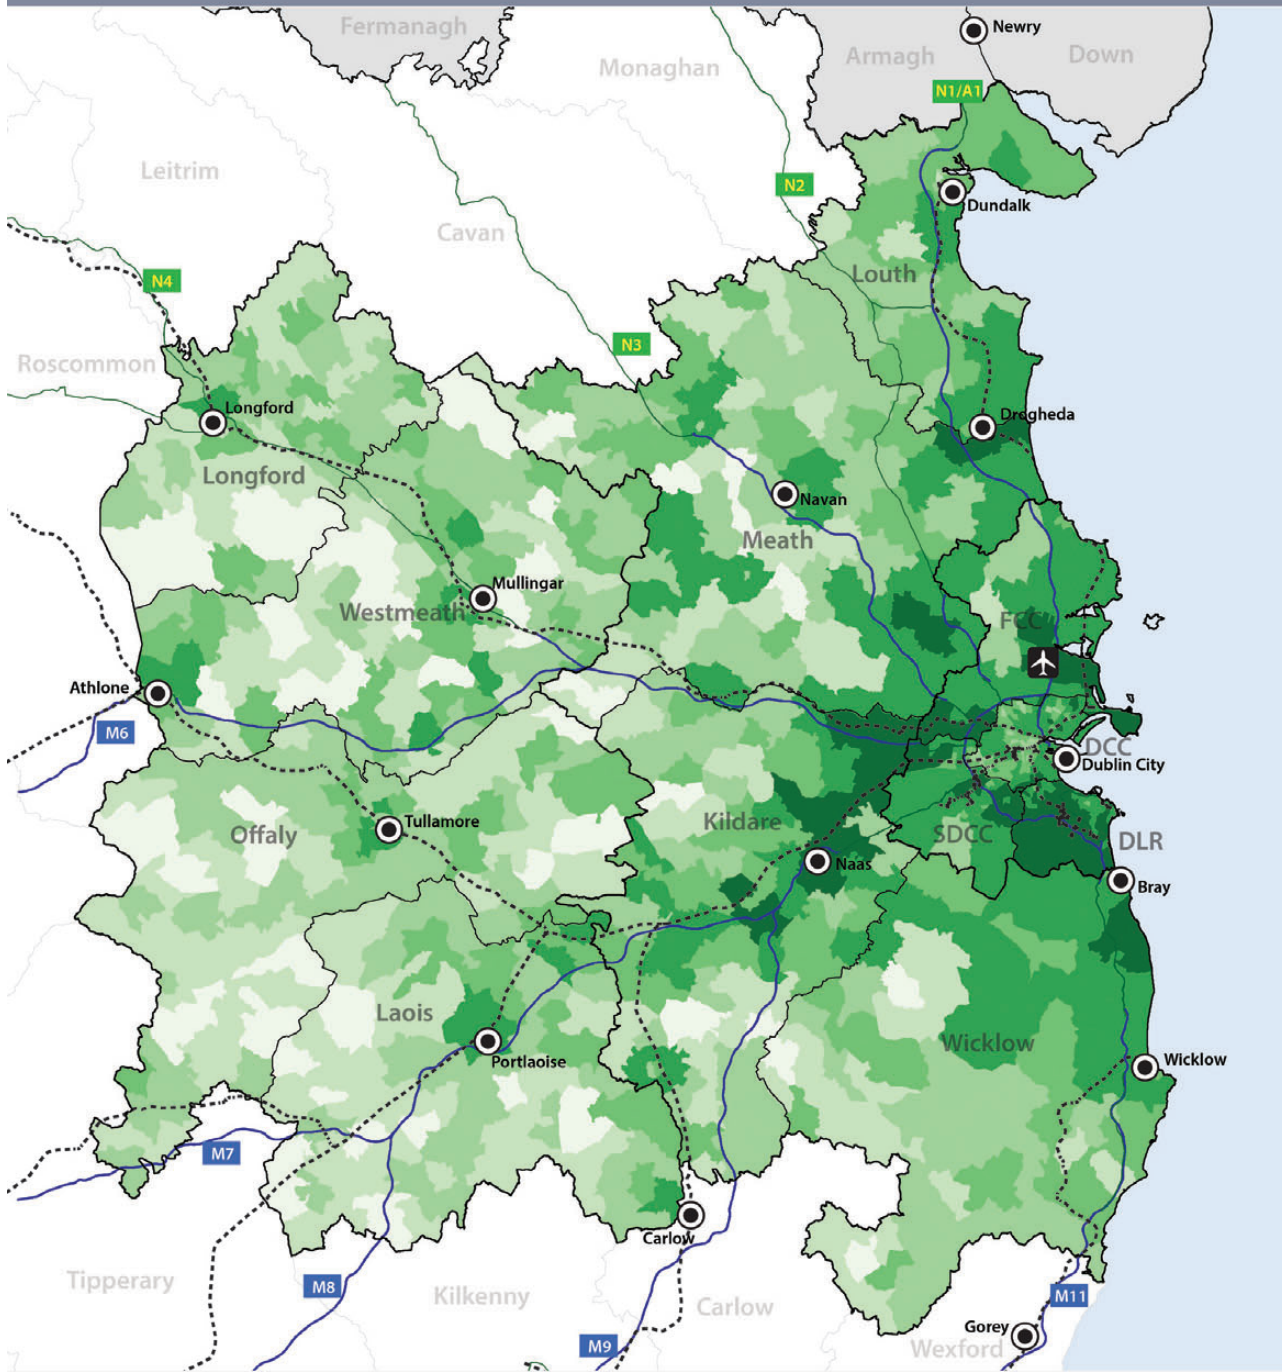 Fermanagh
Newry
Armagh
Down
Monaghan
N1/A1
Leitrim
N2
Dundalk
Cavan
Louth
N4
N3
Roscommon
Longford
Drogheda
Longford
Navan
Meath
Mullingar
Westmeath
FCC
Athlone
M6
DCC
Dublin City
Tullamore
Kildare
Offaly
SDCC
DLR
Naas
Bray
Laois
Wicklow
Portlaoise
Wicklow
M7
Carlow
Tipperary
M8
Kilkenny
Carlow
M11
Gorey
M9
Wexford